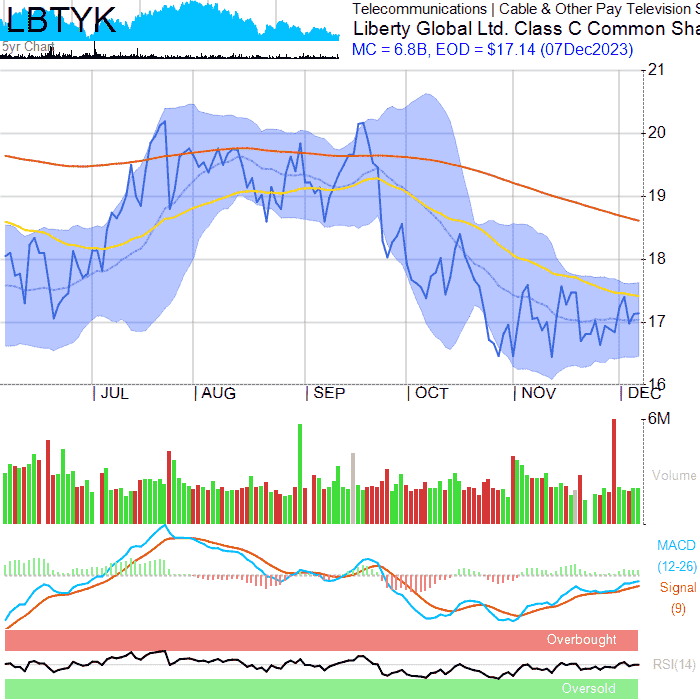 LBTYK
5yr Chart
Telecommunications | Cable & Other Pay Television S
Liberty Global Ltd. Class C Common Sha
MC = 6.8B, EOD = $17.14 (07Dec2023)
21
20
19
18
17
16
JUL AUG SEP OCT NOV DEC
6M
Volume
MACD
(12-26)
Signal
(9)
Overbought
RSI(14)
Oversold